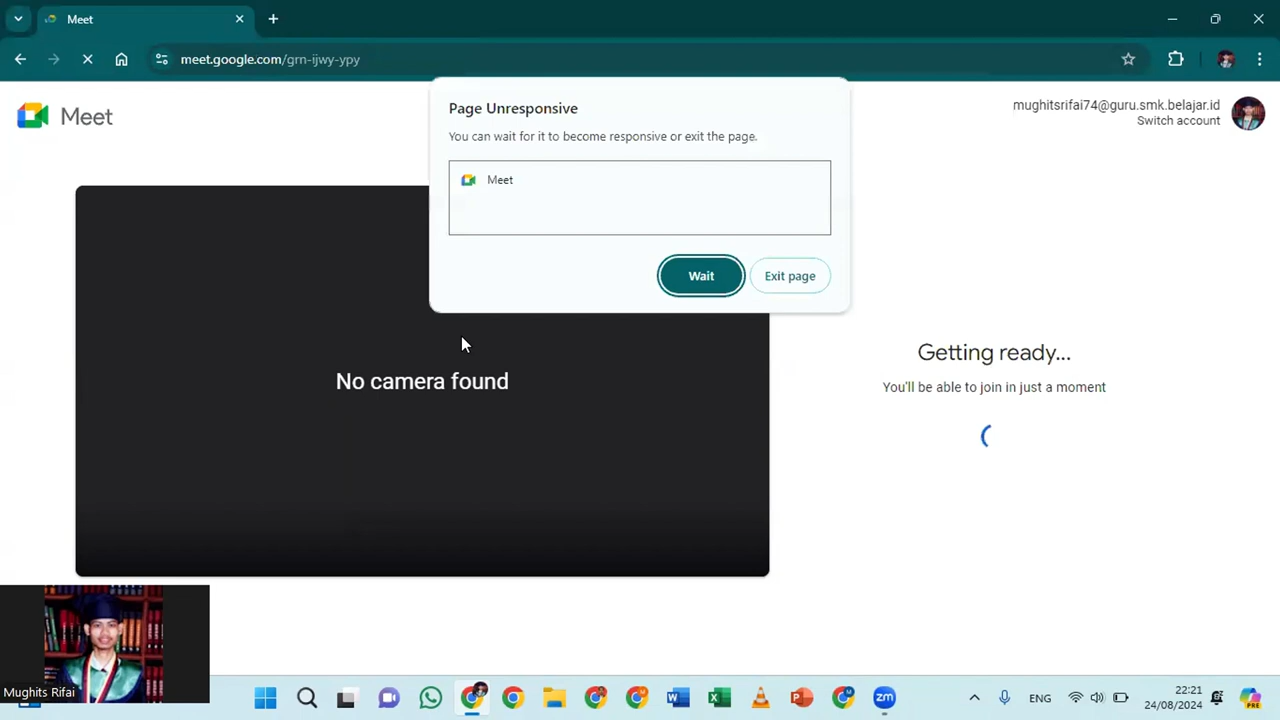 Meet
meet.google.com/grn-ijwy-ypy
Meet
mughitsrifai74@guru.smk.belajar.id
Switch account
Page Unresponsive
You can wait for it to become responsive or exit the page.
Meet
Wait
Exit page
No camera found
Getting ready...
You'll be able to join in just a moment
Mughits Rifai
ENG
22:21
24/08/2024